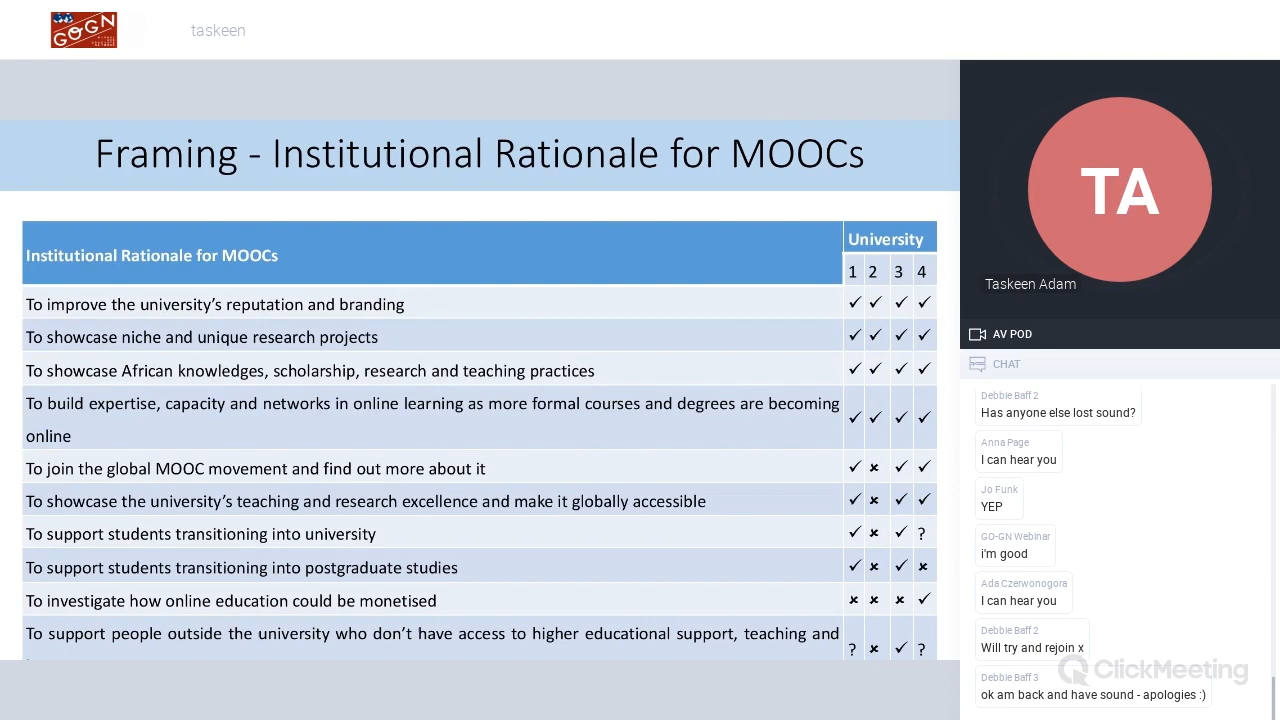 GO GN
taskeen
Framing - Institutional Rationale for MOOCs
Institutional Rationale for MOOCs
University
1 2 3 4
To improve the university's reputation and branding ✓ ✓ ✓ ✓
To showcase niche and unique research projects ✓ ✓ ✓ ✓
To showcase African knowledges, scholarship, research and teaching practices ✓ ✓ ✓ ✓
To build expertise, capacity and networks in online learning as more formal courses and degrees are becoming
online ✓ ✓ ✓ ✓
To join the global MOOC movement and find out more about it ✓ × ✓ ✓
To showcase the university's teaching and research excellence and make it globally accessible ✓ × ✓ ✓
To support students transitioning into university ✓ × ✓ ?
To support students transitioning into postgraduate studies ✓ × ✓ ×
To investigate how online education could be monetised × × × ✓
To support people outside the university who don't have access to higher educational support, teaching and
? × ✓ ?
TA
Taskeen Adam
AV POD
CHAT
Debbie Baff 2
Has anyone else lost sound?
Anna Page
I can hear you
Jo Funk
YEP
GO-GN Webinar
i'm good
Ada Czerwonogora
I can hear you
Debbie Baff 2
Will try and rejoin x
ClickMeeting
Debbie Baff 3
ok am back and have sound - apologies :)